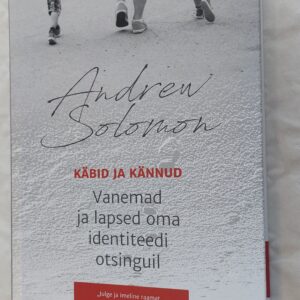 Andrew
Solomon
KÄBID JA KÄNNUD
Vanemad
ja lapsed oma
identiteedi
otsinguil
„Julge ja imeline raamat